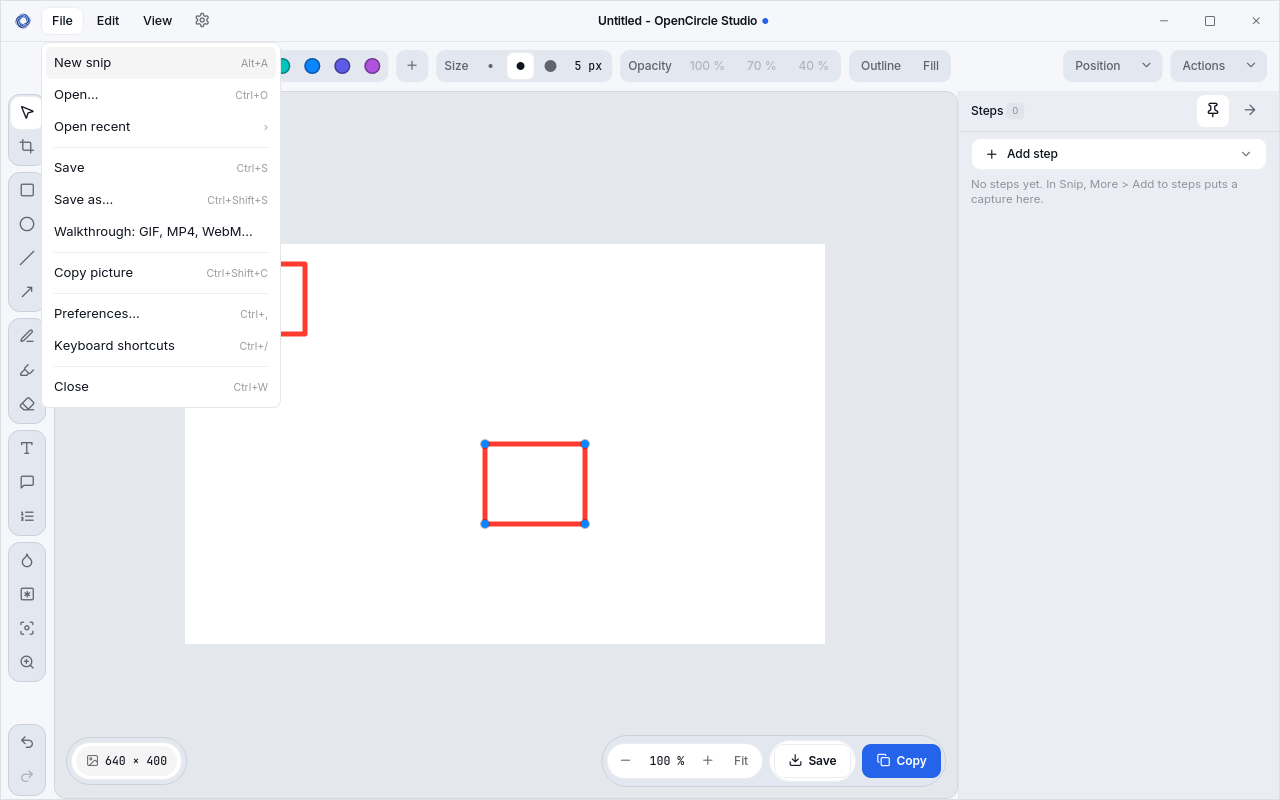 File Edit View
Untitled - OpenCircle Studio
New snip Alt+A
Open... Ctrl+O
Open recent
Save Ctrl+S
Save as... Ctrl+Shift+S
Walkthrough: GIF, MP4, WebM...
Copy picture Ctrl+Shift+C
Preferences... Ctrl+,
Keyboard shortcuts Ctrl+/
Close Ctrl+W
Size 5 px
Opacity 100 % 70 % 40 %
Outline Fill
Position
Actions
Steps 0
Add step
No steps yet. In Snip, More > Add to steps puts a
capture here.
640 × 400
100 %
Fit
Save
Copy